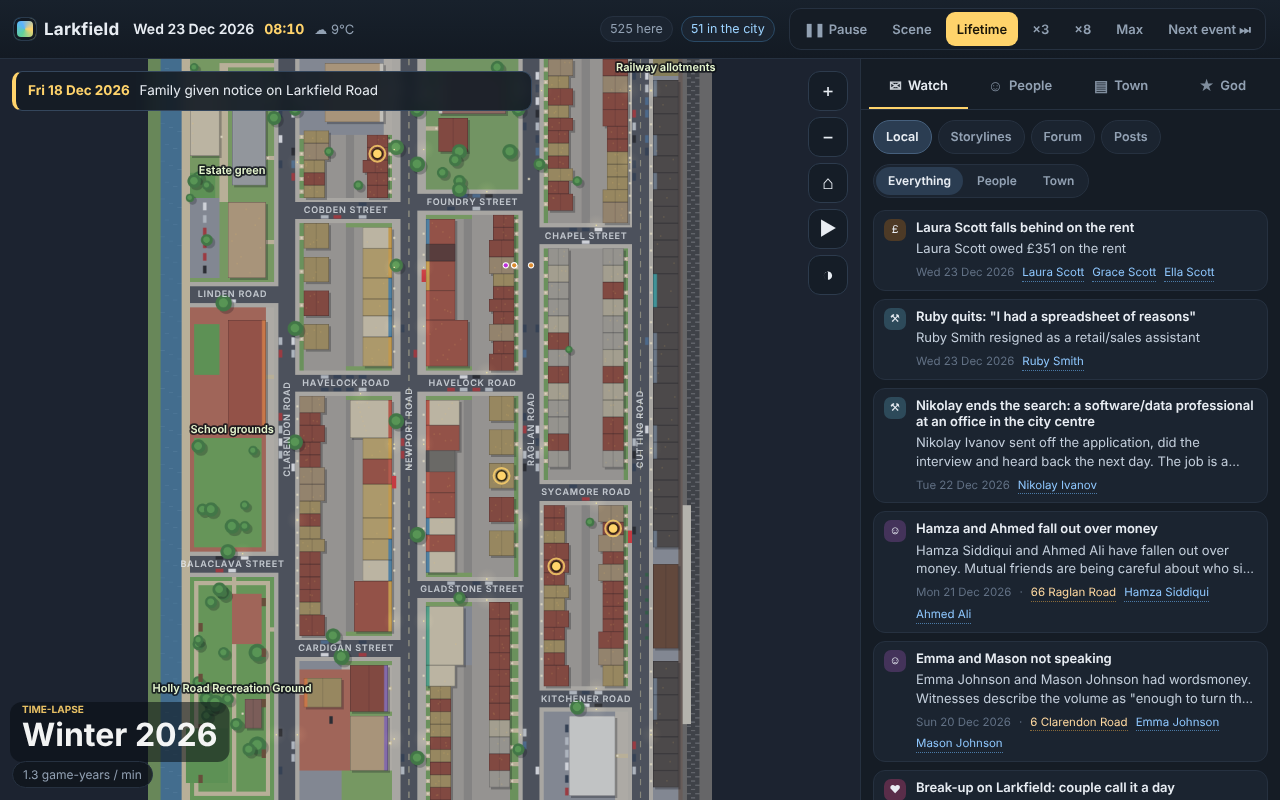 Larkfield
Wed 23 Dec 2026 08:10 ☁ 9°C
525 here
51 in the city
Pause
Scene
Lifetime
×3
×8
Max
Next event
Fri 18 Dec 2026 Family given notice on Larkfield Road
Railway allotments
Estate green
COBDEN STREET
FOUNDRY STREET
CHAPEL STREET
LINDEN ROAD
HAVELOCK ROAD
HAVELOCK ROAD
CLARENDON ROAD
NEWPORT ROAD
RAGLAN ROAD
CUTTING ROAD
School grounds
SYCAMORE ROAD
BALACLAVA STREET
GLADSTONE STREET
CARDIGAN STREET
KITCHENER ROAD
Holly Road Recreation Ground
TIME-LAPSE
Winter 2026
1.3 game-years / min
Watch
People
Town
God
Local
Storylines
Forum
Posts
Everything
People
Town
£
Laura Scott falls behind on the rent
Laura Scott owed £351 on the rent
Wed 23 Dec 2026 Laura Scott Grace Scott Ella Scott
Ruby quits: "I had a spreadsheet of reasons"
Ruby Smith resigned as a retail/sales assistant
Wed 23 Dec 2026 Ruby Smith
Nikolay ends the search: a software/data professional
at an office in the city centre
Nikolay Ivanov sent off the application, did the
interview and heard back the next day. The job is a…
Tue 22 Dec 2026 Nikolay Ivanov
Hamza and Ahmed fall out over money
Hamza Siddiqui and Ahmed Ali have fallen out over
money. Mutual friends are being careful about who si…
Mon 21 Dec 2026 · 66 Raglan Road Hamza Siddiqui
Ahmed Ali
Emma and Mason not speaking
Emma Johnson and Mason Johnson had wordsmoney.
Witnesses describe the volume as "enough to turn th…
Sun 20 Dec 2026 · 6 Clarendon Road Emma Johnson
Mason Johnson
Break-up on Larkfield: couple call it a day